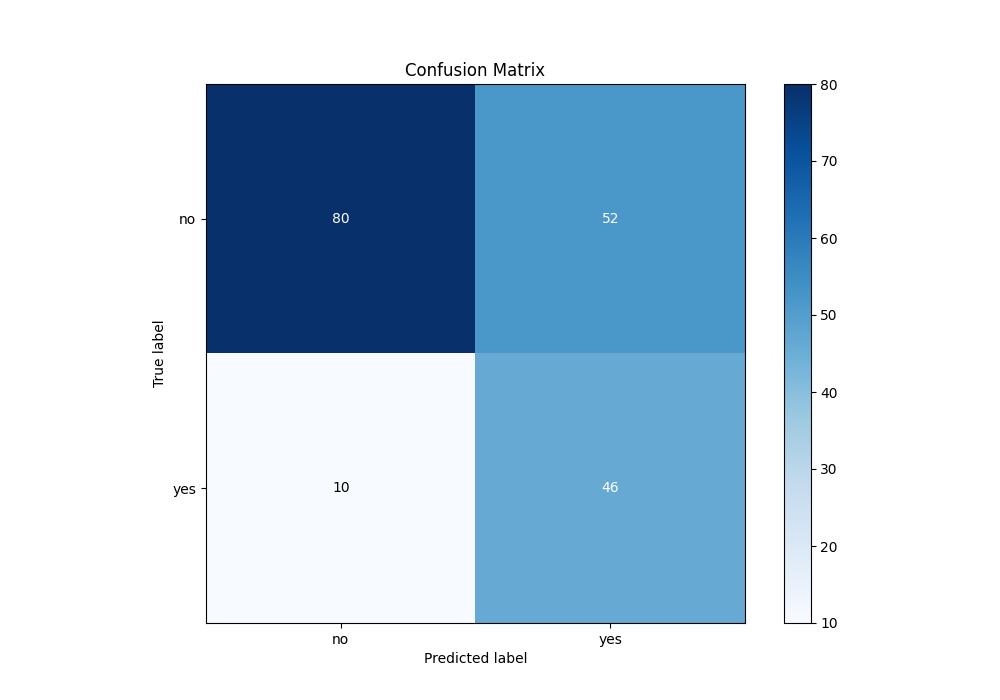 Confusion Matrix
True label
no
yes
80
52
10
46
no
yes
Predicted label
80
70
60
50
40
30
20
10